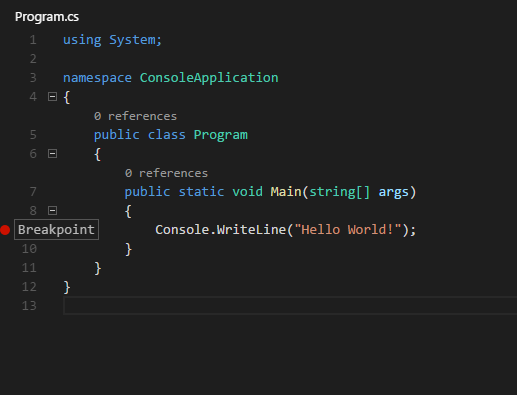 Program.cs
1 using System;
2
3 namespace ConsoleApplication
4 {
0 references
5 public class Program
6 {
0 references
7 public static void Main(string[] args)
8 {
Breakpoint Console.WriteLine("Hello World!");
10 }
11 }
12 }
13